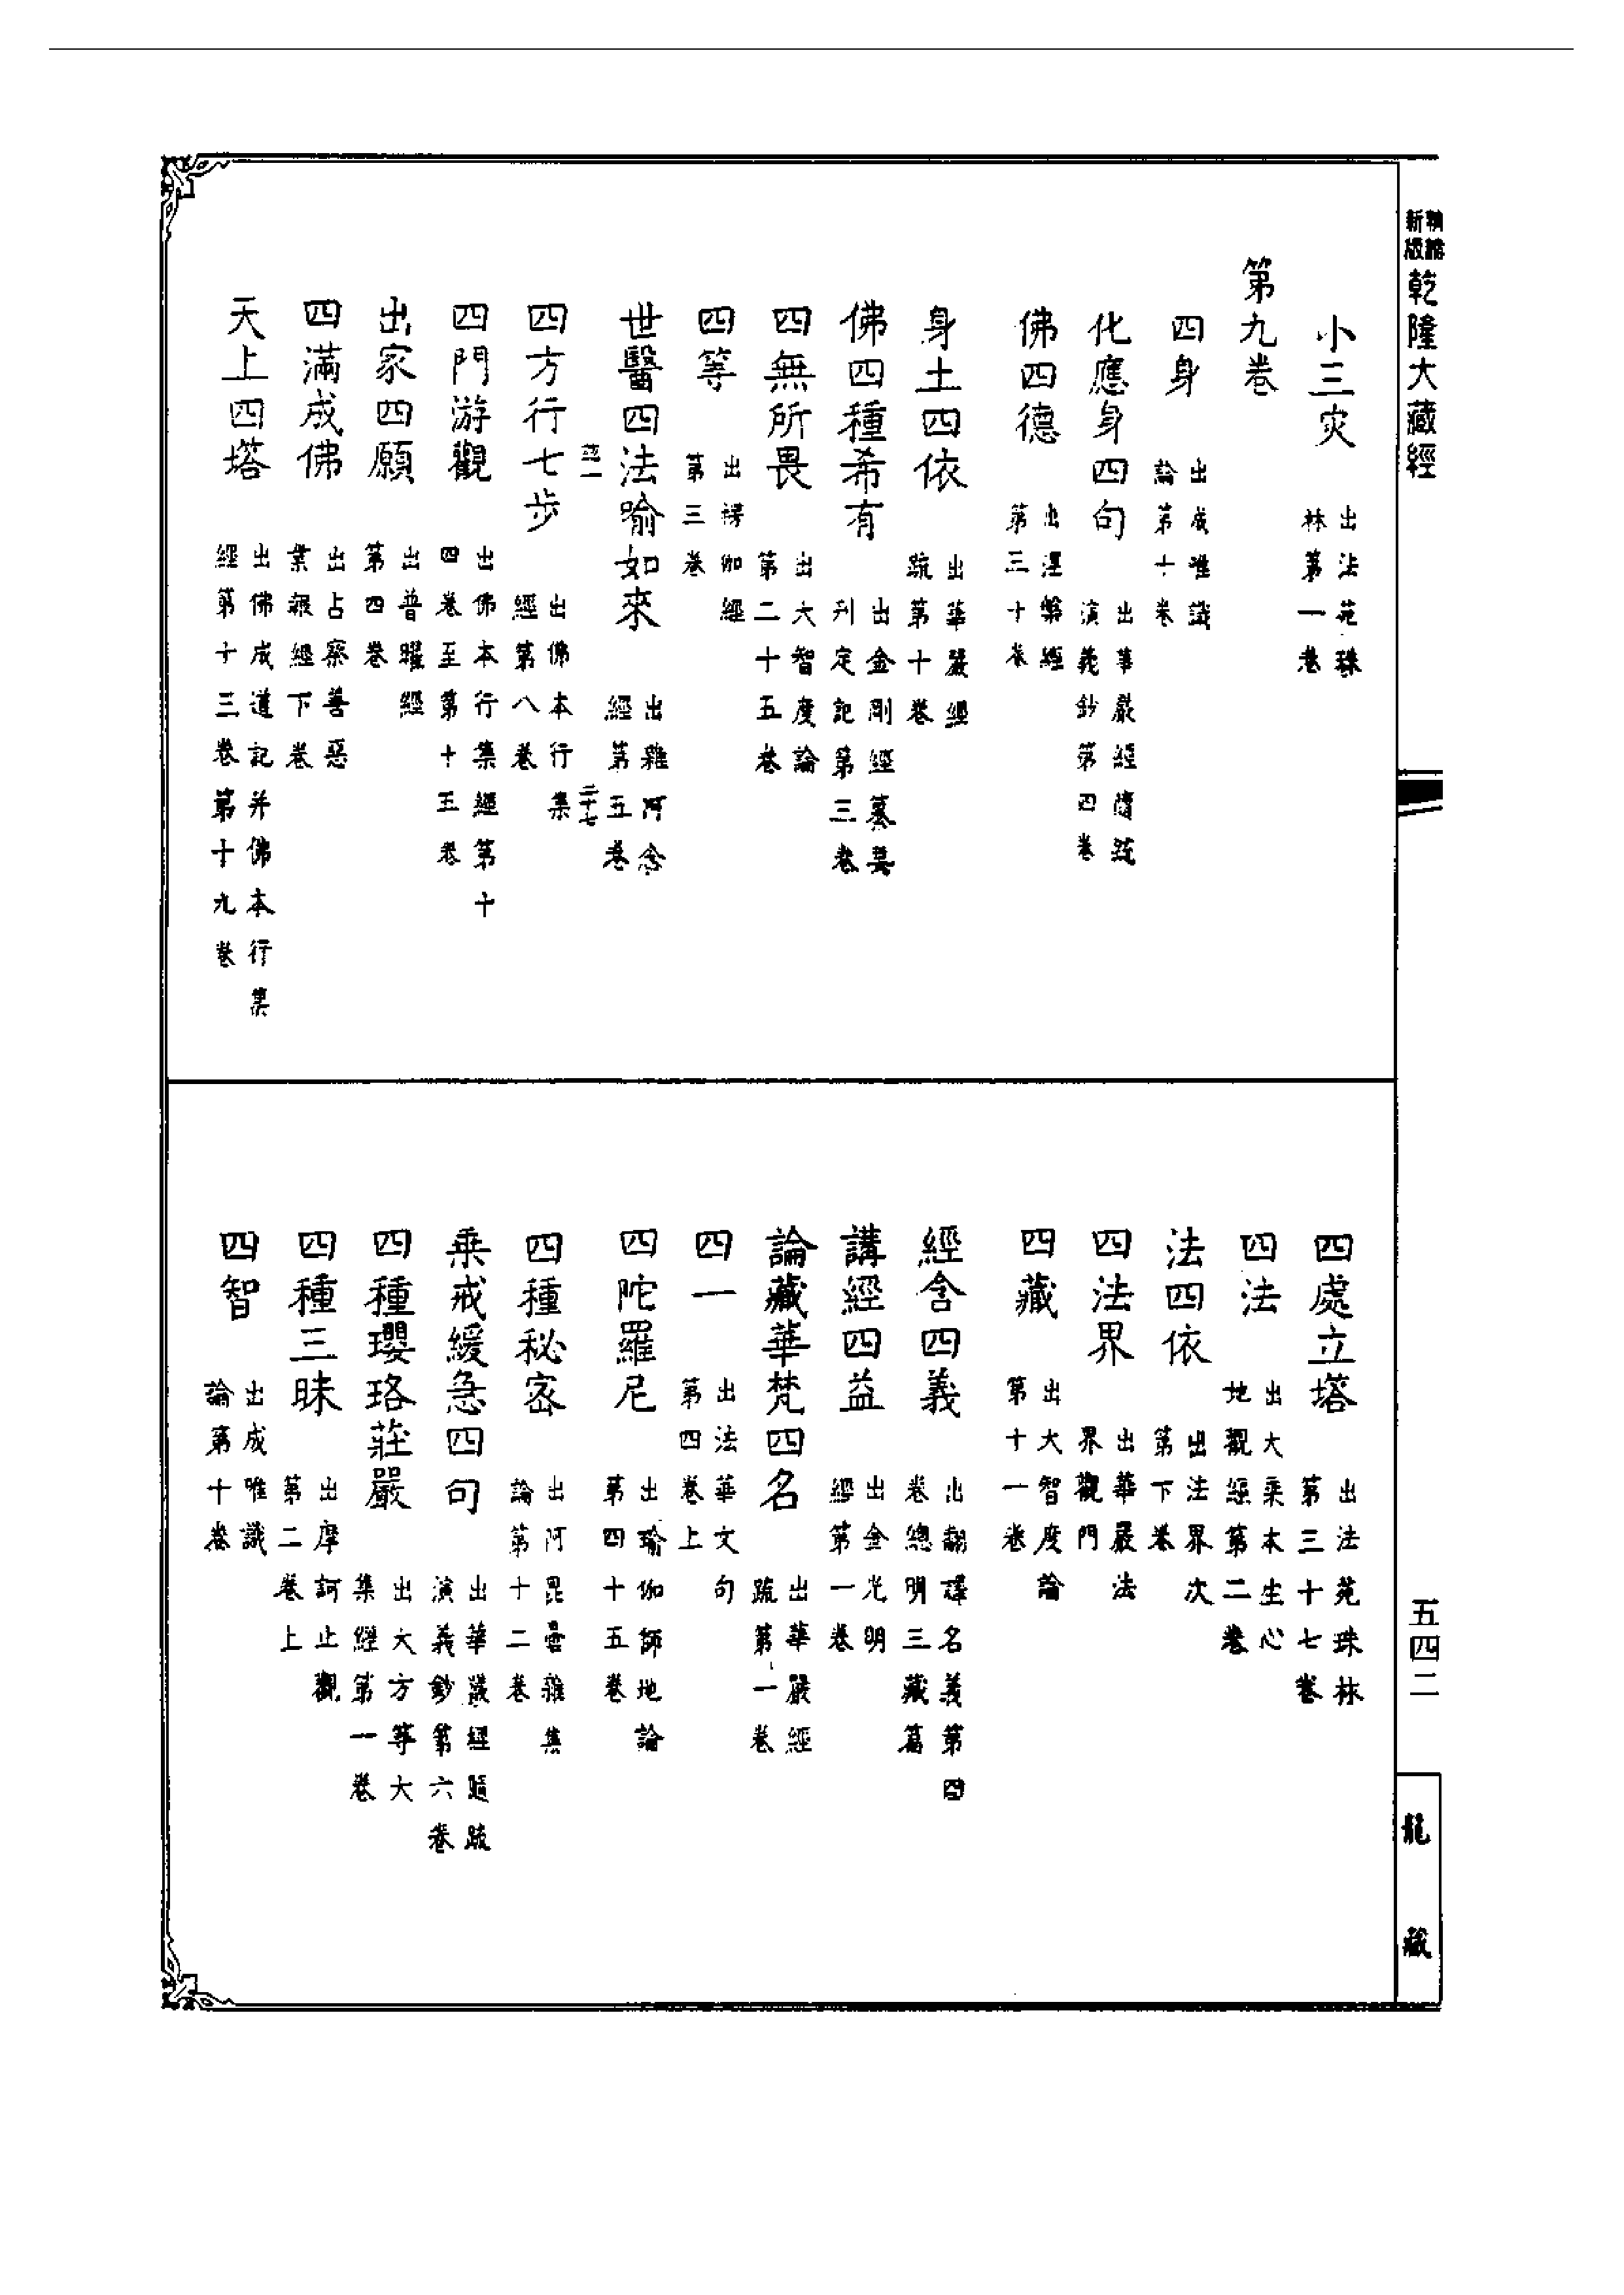 新版精縮乾隆大藏經
小三災 出法苑珠林第一卷
第九卷
四身 出成唯識論第十卷
化應身四句 出華嚴經隨疏演義鈔第四卷
佛四德 出涅槃經第三十卷
身土四依 出華嚴經疏第十卷
佛四種希有 出金剛經纂要刊定記第三卷
四無所畏 出大智度論第二十五卷
四等 出楞伽經第三卷
世醫四法喻如來 出雜阿含經第五卷
二十七
四方行七步 出佛本行集經第八卷
四門游觀 出佛本行集經第十四卷至第十五卷
出家四願 出普曜經第四卷
四滿成佛 出占察善惡業報經下卷
天上四塔 出佛成道記并佛本行集經第十三卷第十九卷
四處立塔 出法苑珠林第三十七卷
四法 出大乘本生心地觀經第二卷
法四依 出法界次第下卷
四法界 出華嚴法界觀門
四藏 出大智度論第十一卷
經含四義 出翻譯名義第四卷總明三藏篇
講經四益 出金光明經第一卷
論藏華梵四名 出華嚴經疏第一卷
四一 出法華文句第四卷上
四陀羅尼 出瑜伽師地論第四十五卷
四種秘密 出阿毘曇雜集論第十二卷
乘戒緩急四句 出華嚴經隨疏演義鈔第六卷
四種瓔珞莊嚴 出大方等大集經第一卷
四種三昧 出摩訶止觀第二卷上
四智 出成唯識論第十卷
五四二
龍藏